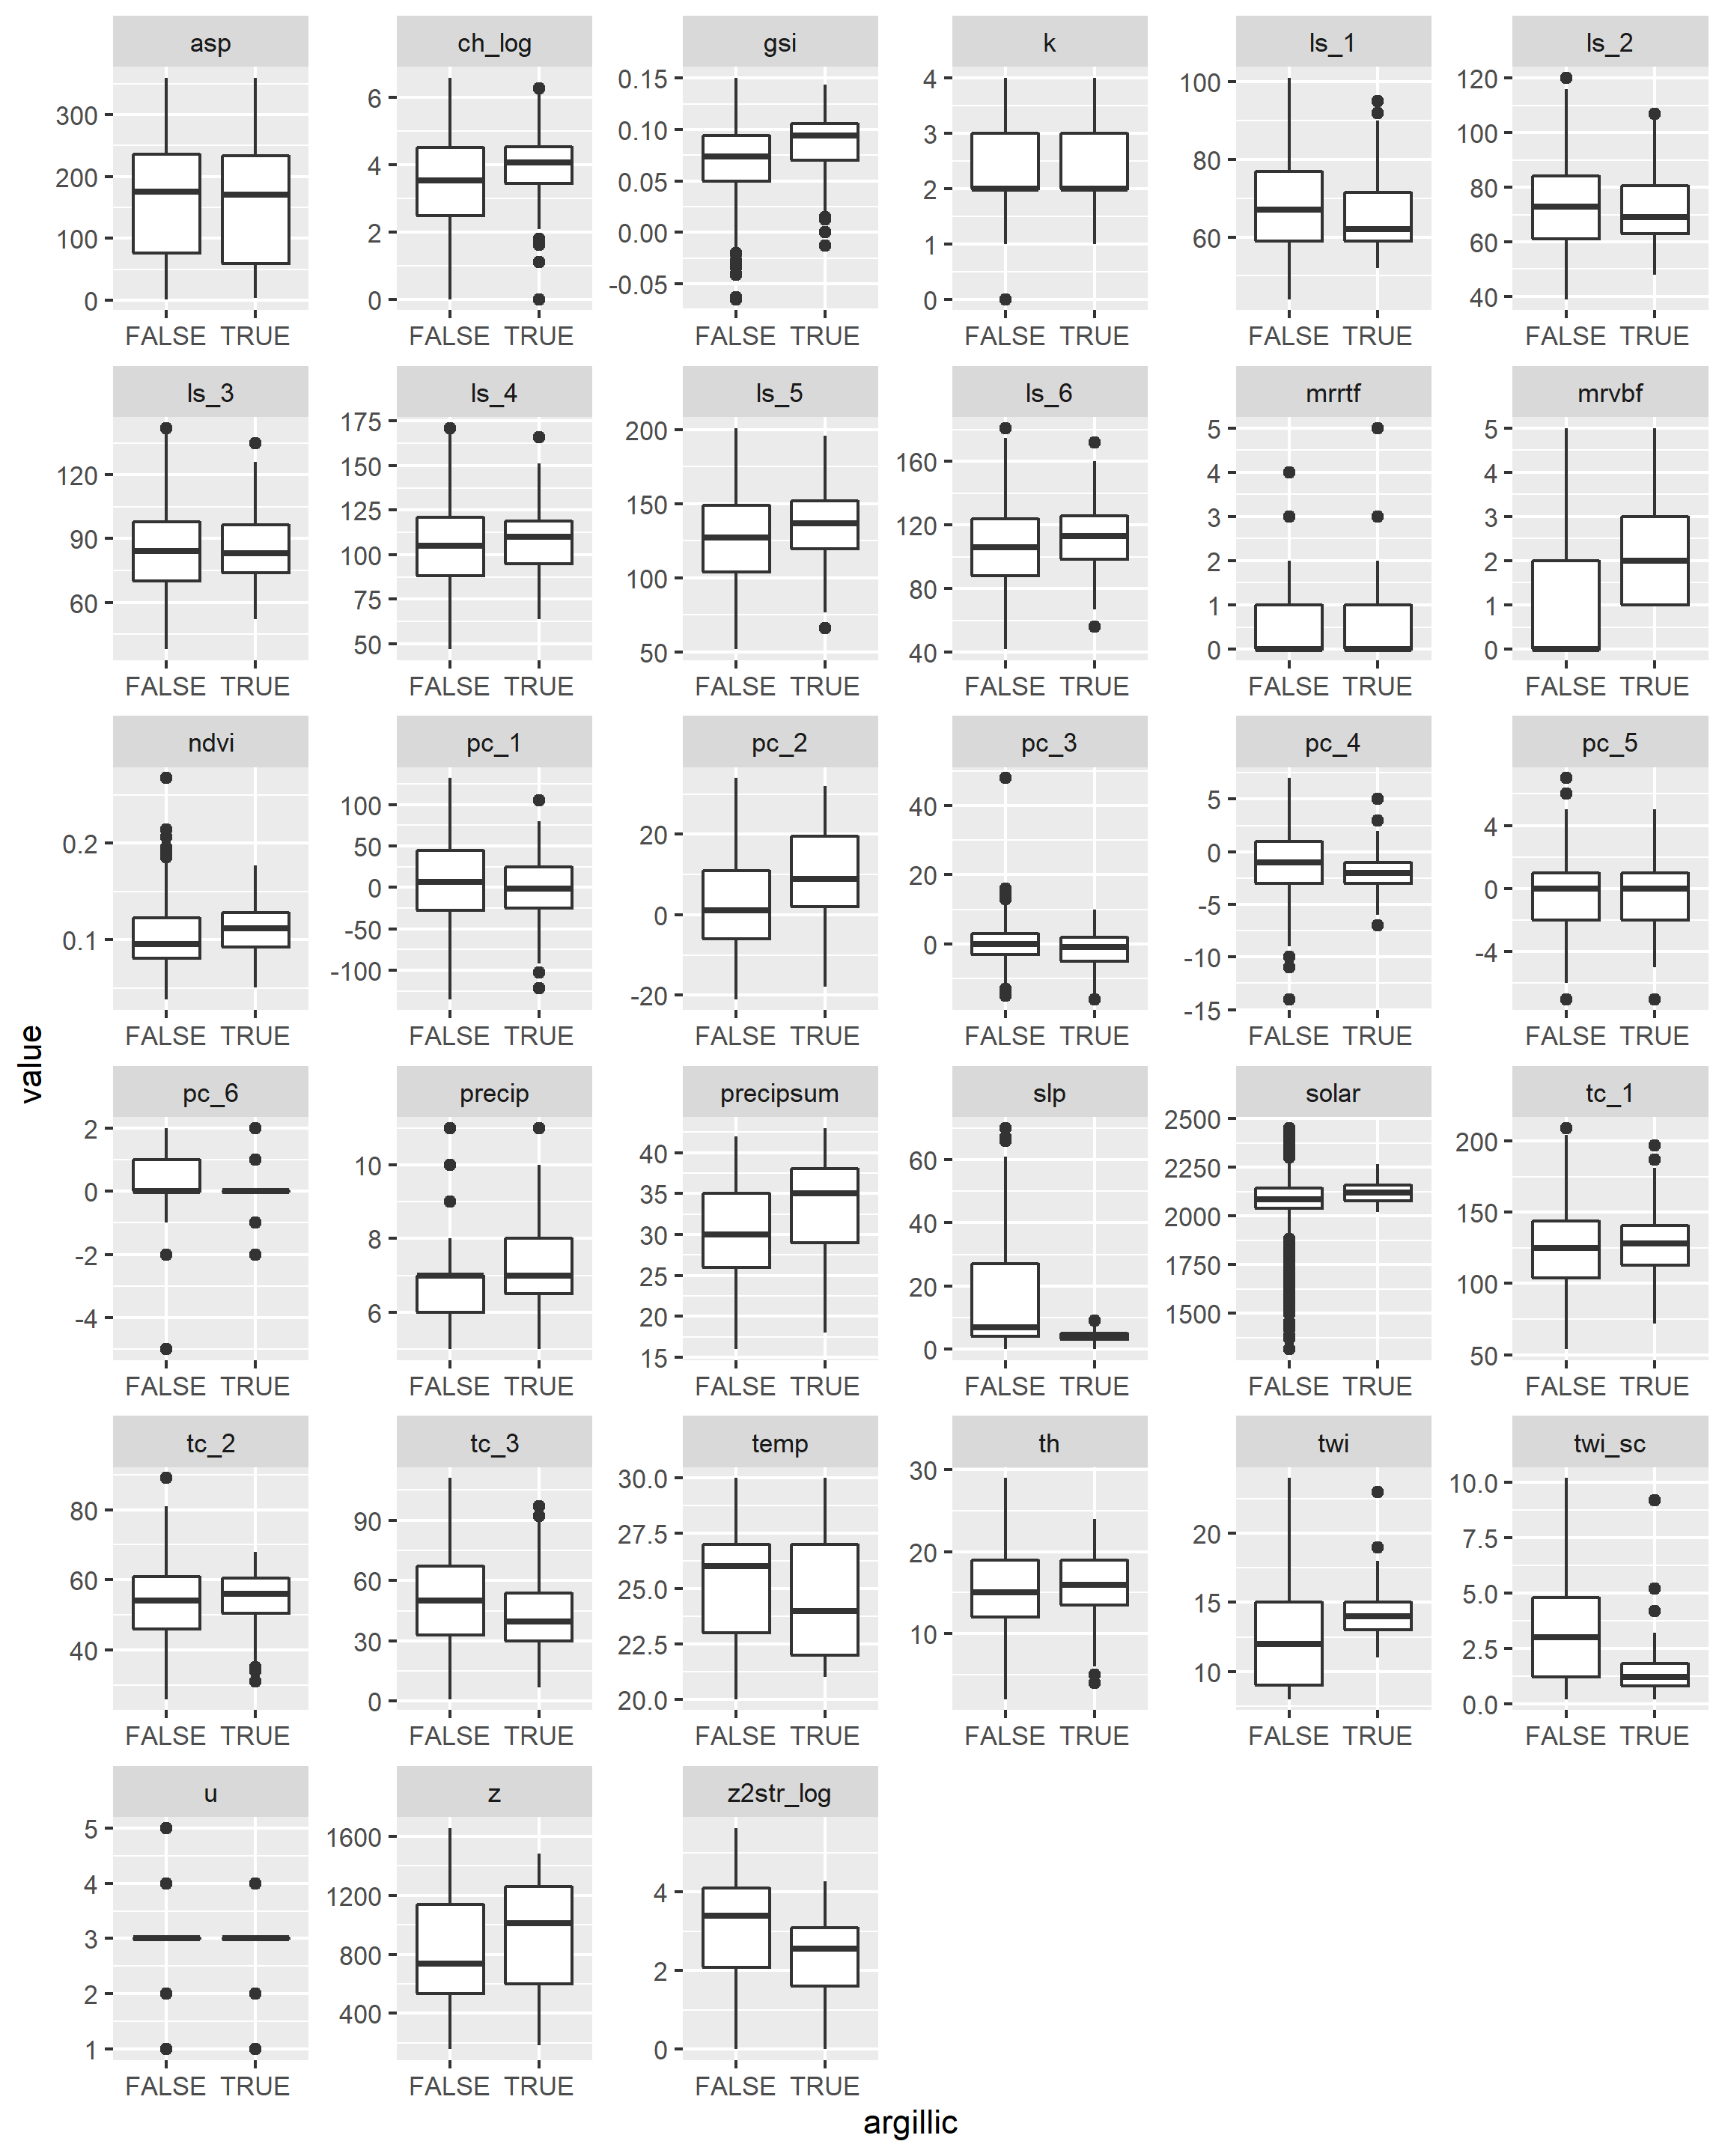 asp ch_log gsi k ls_1 ls_2
300 200 100 0 6 4 2 0 0.15 0.10 0.05 0.00 -0.05 4 3 2 1 0 100 80 60 120 100 80 60 40
FALSE TRUE FALSE TRUE FALSE TRUE FALSE TRUE FALSE TRUE FALSE TRUE
ls_3 ls_4 ls_5 ls_6 mrrtf mrvbf
120 90 60 175 150 125 100 75 50 200 150 100 50 160 120 80 40 5 4 3 2 1 0 5 4 3 2 1 0
FALSE TRUE FALSE TRUE FALSE TRUE FALSE TRUE FALSE TRUE FALSE TRUE
ndvi pc_1 pc_2 pc_3 pc_4 pc_5
0.2 0.1 100 50 0 -50 -100 20 0 -20 40 20 0 5 0 -5 -10 -15 4 0 -4
FALSE TRUE FALSE TRUE FALSE TRUE FALSE TRUE FALSE TRUE FALSE TRUE
value
pc_6 precip precipsum slp solar tc_1
2 0 -2 -4 10 8 6 40 35 30 25 20 15 60 40 20 0 2500 2250 2000 1750 1500 200 150 100 50
FALSE TRUE FALSE TRUE FALSE TRUE FALSE TRUE FALSE TRUE FALSE TRUE
tc_2 tc_3 temp th twi twi_sc
80 60 40 90 60 30 0 30.0 27.5 25.0 22.5 20.0 30 20 10 20 15 10 10.0 7.5 5.0 2.5 0.0
FALSE TRUE FALSE TRUE FALSE TRUE FALSE TRUE FALSE TRUE FALSE TRUE
u z z2str_log
5 4 3 2 1 1600 1200 800 400 4 2 0
FALSE TRUE FALSE TRUE FALSE TRUE
argillic